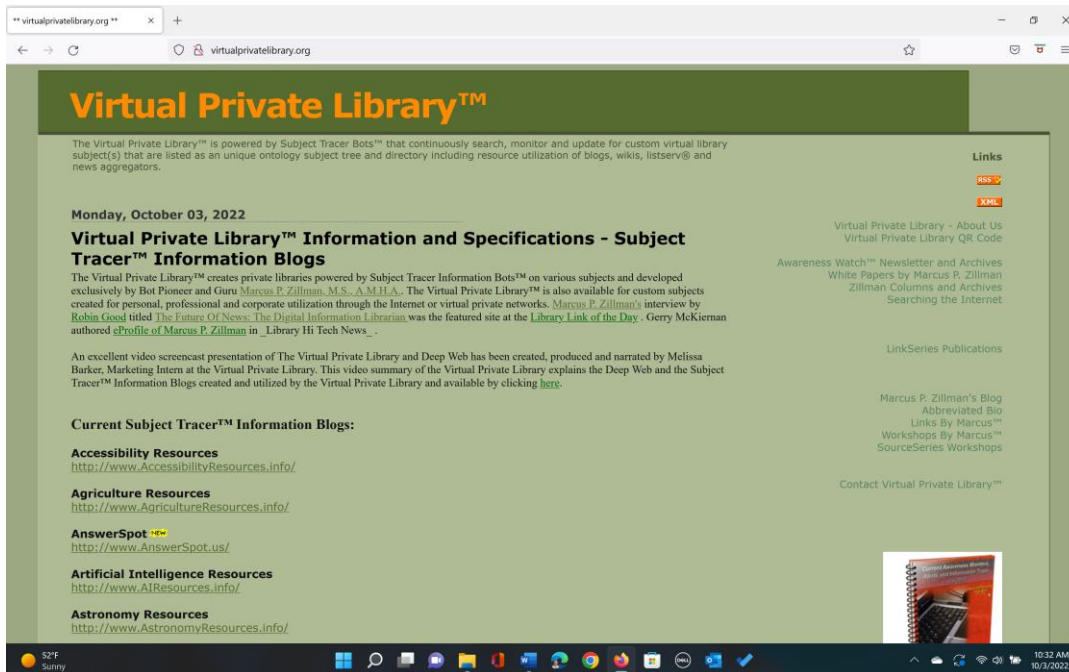 ** virtualprivatelibrary.org **
virtualprivatelibrary.org
Virtual Private Library™
The Virtual Private Library™ is powered by Subject Tracer Bots™ that continuously search, monitor and update for custom virtual library
subject(s) that are listed as an unique ontology subject tree and directory including resource utilization of blogs, wikis, listserv® and
news aggregators.
Links
RSS
XML
Monday, October 03, 2022
Virtual Private Library™ Information and Specifications - Subject
Tracer™ Information Blogs
The Virtual Private Library™ creates private libraries powered by Subject Tracer Information Bots™ on various subjects and developed
exclusively by Bot Pioneer and Guru Marcus P. Zillman, M.S., A.M.H.A.. The Virtual Private Library™ is also available for custom subjects
created for personal, professional and corporate utilization through the Internet or virtual private networks. Marcus P. Zillman's interview by
Robin Good titled The Future Of News: The Digital Information Librarian was the featured site at the Library Link of the Day . Gerry McKiernan
authored eProfile of Marcus P. Zillman in _Library Hi Tech News_ .
An excellent video screencast presentation of The Virtual Private Library and Deep Web has been created, produced and narrated by Melissa
Barker, Marketing Intern at the Virtual Private Library. This video summary of the Virtual Private Library explains the Deep Web and the Subject
Tracer™ Information Blogs created and utilized by the Virtual Private Library and available by clicking here.
Current Subject Tracer™ Information Blogs:
Accessibility Resources
http://www.AccessibilityResources.info/
Agriculture Resources
http://www.AgricultureResources.info/
AnswerSpot NEW
http://www.AnswerSpot.us/
Artificial Intelligence Resources
http://www.AIResources.info/
Astronomy Resources
http://www.AstronomyResources.info/
Virtual Private Library - About Us
Virtual Private Library QR Code
Awareness Watch™ Newsletter and Archives
White Papers by Marcus P. Zillman
Zillman Columns and Archives
Searching the Internet
LinkSeries Publications
Marcus P. Zillman's Blog
Abbreviated Bio
Links By Marcus™
Workshops By Marcus™
SourceSeries Workshops
Contact Virtual Private Library™
52°F
Sunny
DELL
10:32 AM
10/3/2022